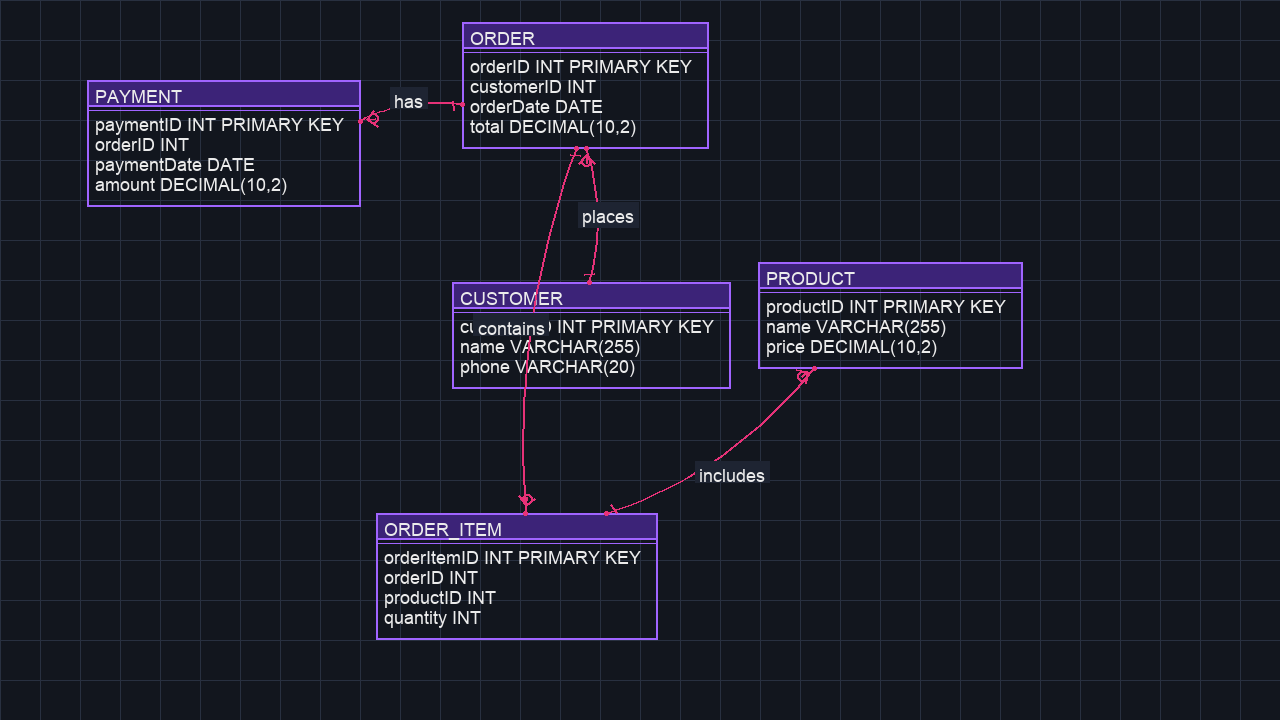 ORDER
orderID INT PRIMARY KEY
customerID INT
orderDate DATE
total DECIMAL(10,2)
PAYMENT
paymentID INT PRIMARY KEY
orderID INT
paymentDate DATE
amount DECIMAL(10,2)
has
places
CUSTOMER
INT PRIMARY KEY
name VARCHAR(255)
phone VARCHAR(20)
contains
PRODUCT
productID INT PRIMARY KEY
name VARCHAR(255)
price DECIMAL(10,2)
includes
ORDER_ITEM
orderItemID INT PRIMARY KEY
orderID INT
productID INT
quantity INT